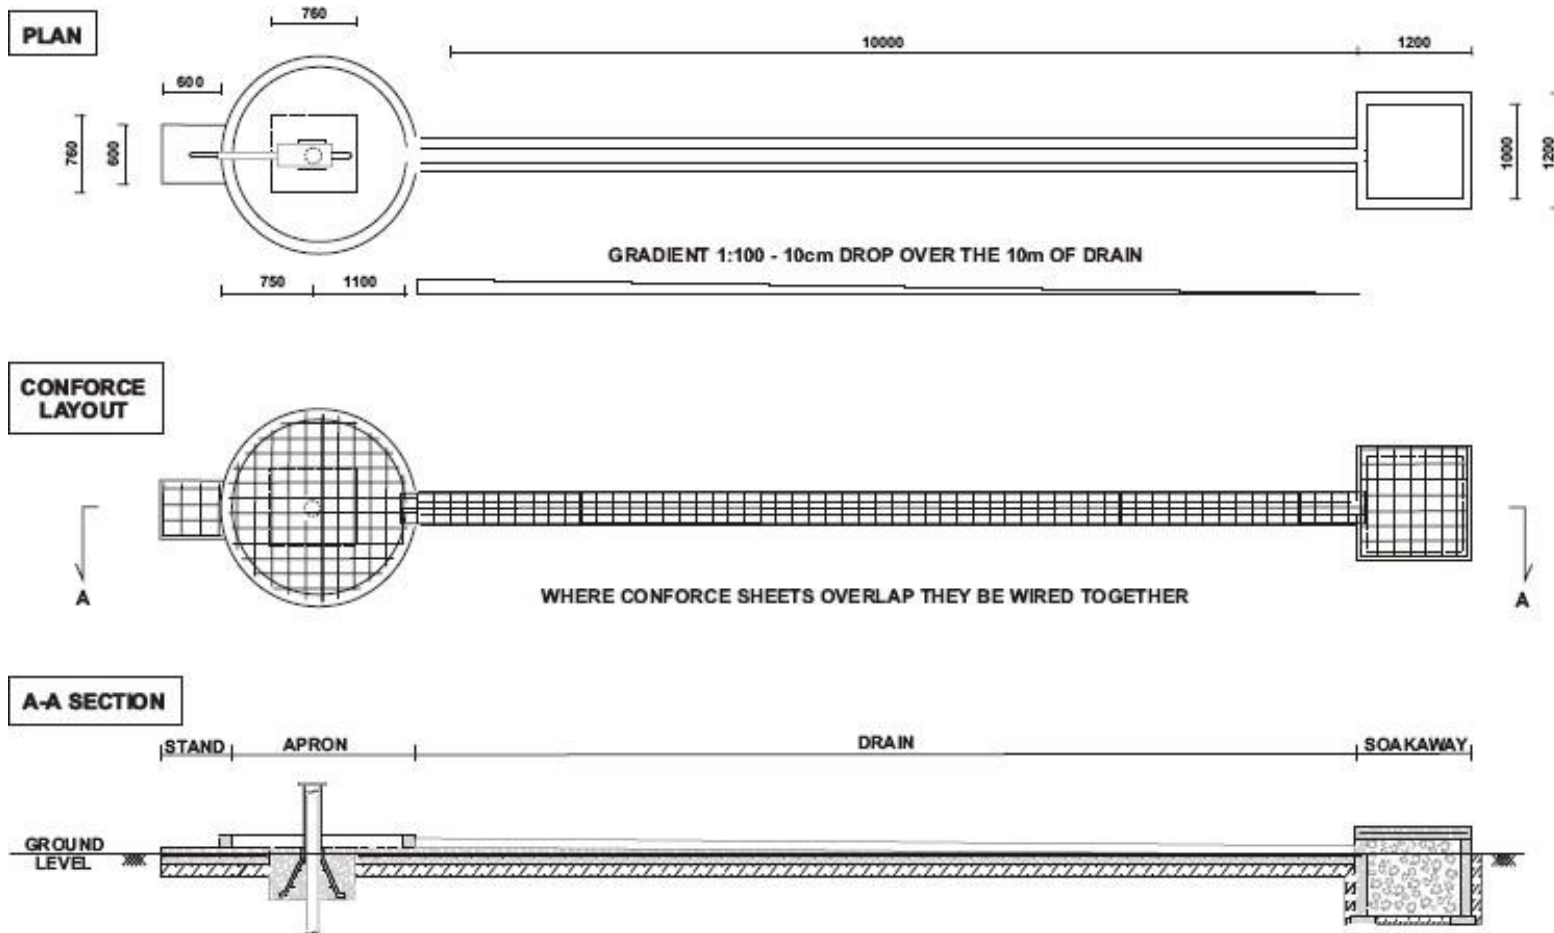 PLAN
760
10000
1200
600
760
600
1000
1200
GRADIENT 1:100 - 10cm DROP OVER THE 10m OF DRAIN
750
1100
CONFORCE
LAYOUT
A
A
WHERE CONFORCE SHEETS OVERLAP THEY BE WIRED TOGETHER
A-A SECTION
STAND
APRON
DRAIN
SOAKAWAY
GROUND
LEVEL